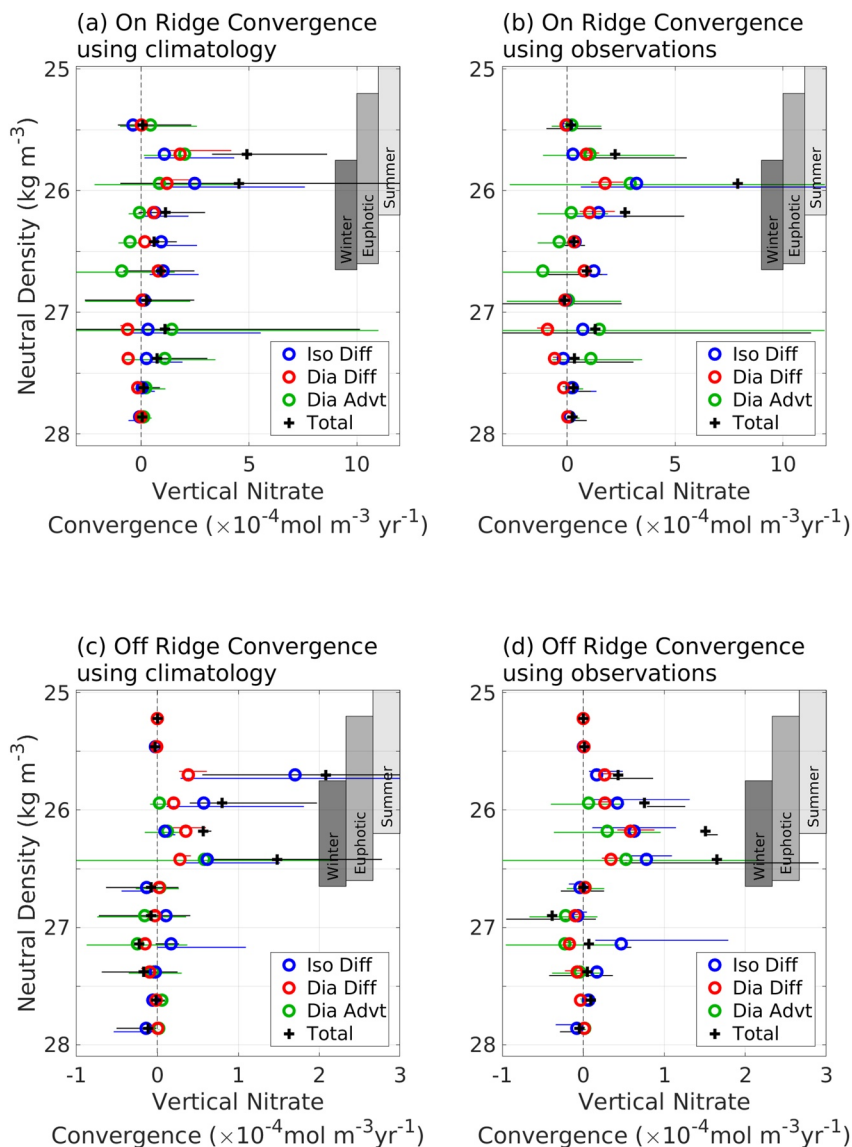 (a) On Ridge Convergence
using climatology
25
26
27
28
Neutral Density (kg m-3)
Winter
Euphotic
Summer
Iso Diff
Dia Diff
Dia Advt
Total
0
5
10
Vertical Nitrate
Convergence (×10-4mol m-3 yr-1)
(b) On Ridge Convergence
using observations
25
26
27
28
Winter
Euphotic
Summer
Iso Diff
Dia Diff
Dia Advt
Total
0
5
10
Vertical Nitrate
Convergence (×10-4mol m-3yr-1)
(c) Off Ridge Convergence
using climatology
25
26
27
28
Neutral Density (kg m-3)
Winter
Euphotic
Summer
Iso Diff
Dia Diff
Dia Advt
Total
-1
0
1
2
3
Vertical Nitrate
Convergence (×10-4mol m-3yr-1)
(d) Off Ridge Convergence
using observations
25
26
27
28
Winter
Euphotic
Summer
Iso Diff
Dia Diff
Dia Advt
Total
-1
0
1
2
3
Vertical Nitrate
Convergence (×10-4mol m-3yr-1)